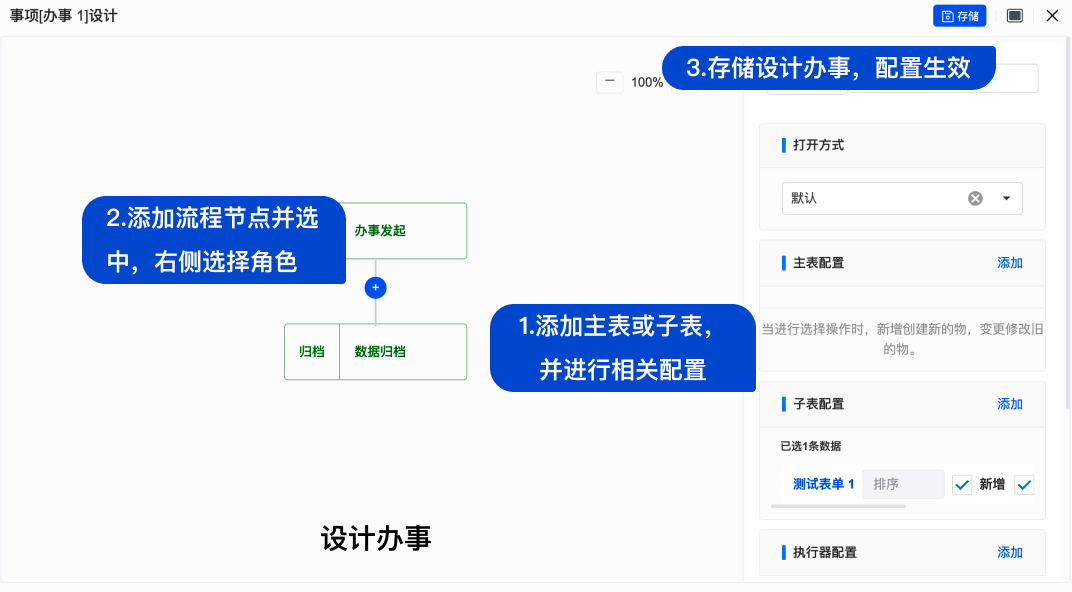 事项[办事 1]设计
存储
3.存储设计办事，配置生效
100%
打开方式
默认
2.添加流程节点并选
中，右侧选择角色
办事发起
主表配置
添加
1.添加主表或子表，
并进行相关配置
当进行选择操作时，新增创建新的物，变更修改旧
的物。
归档
数据归档
子表配置
添加
已选1条数据
测试表单 1
排序
新增
设计办事
执行器配置
添加